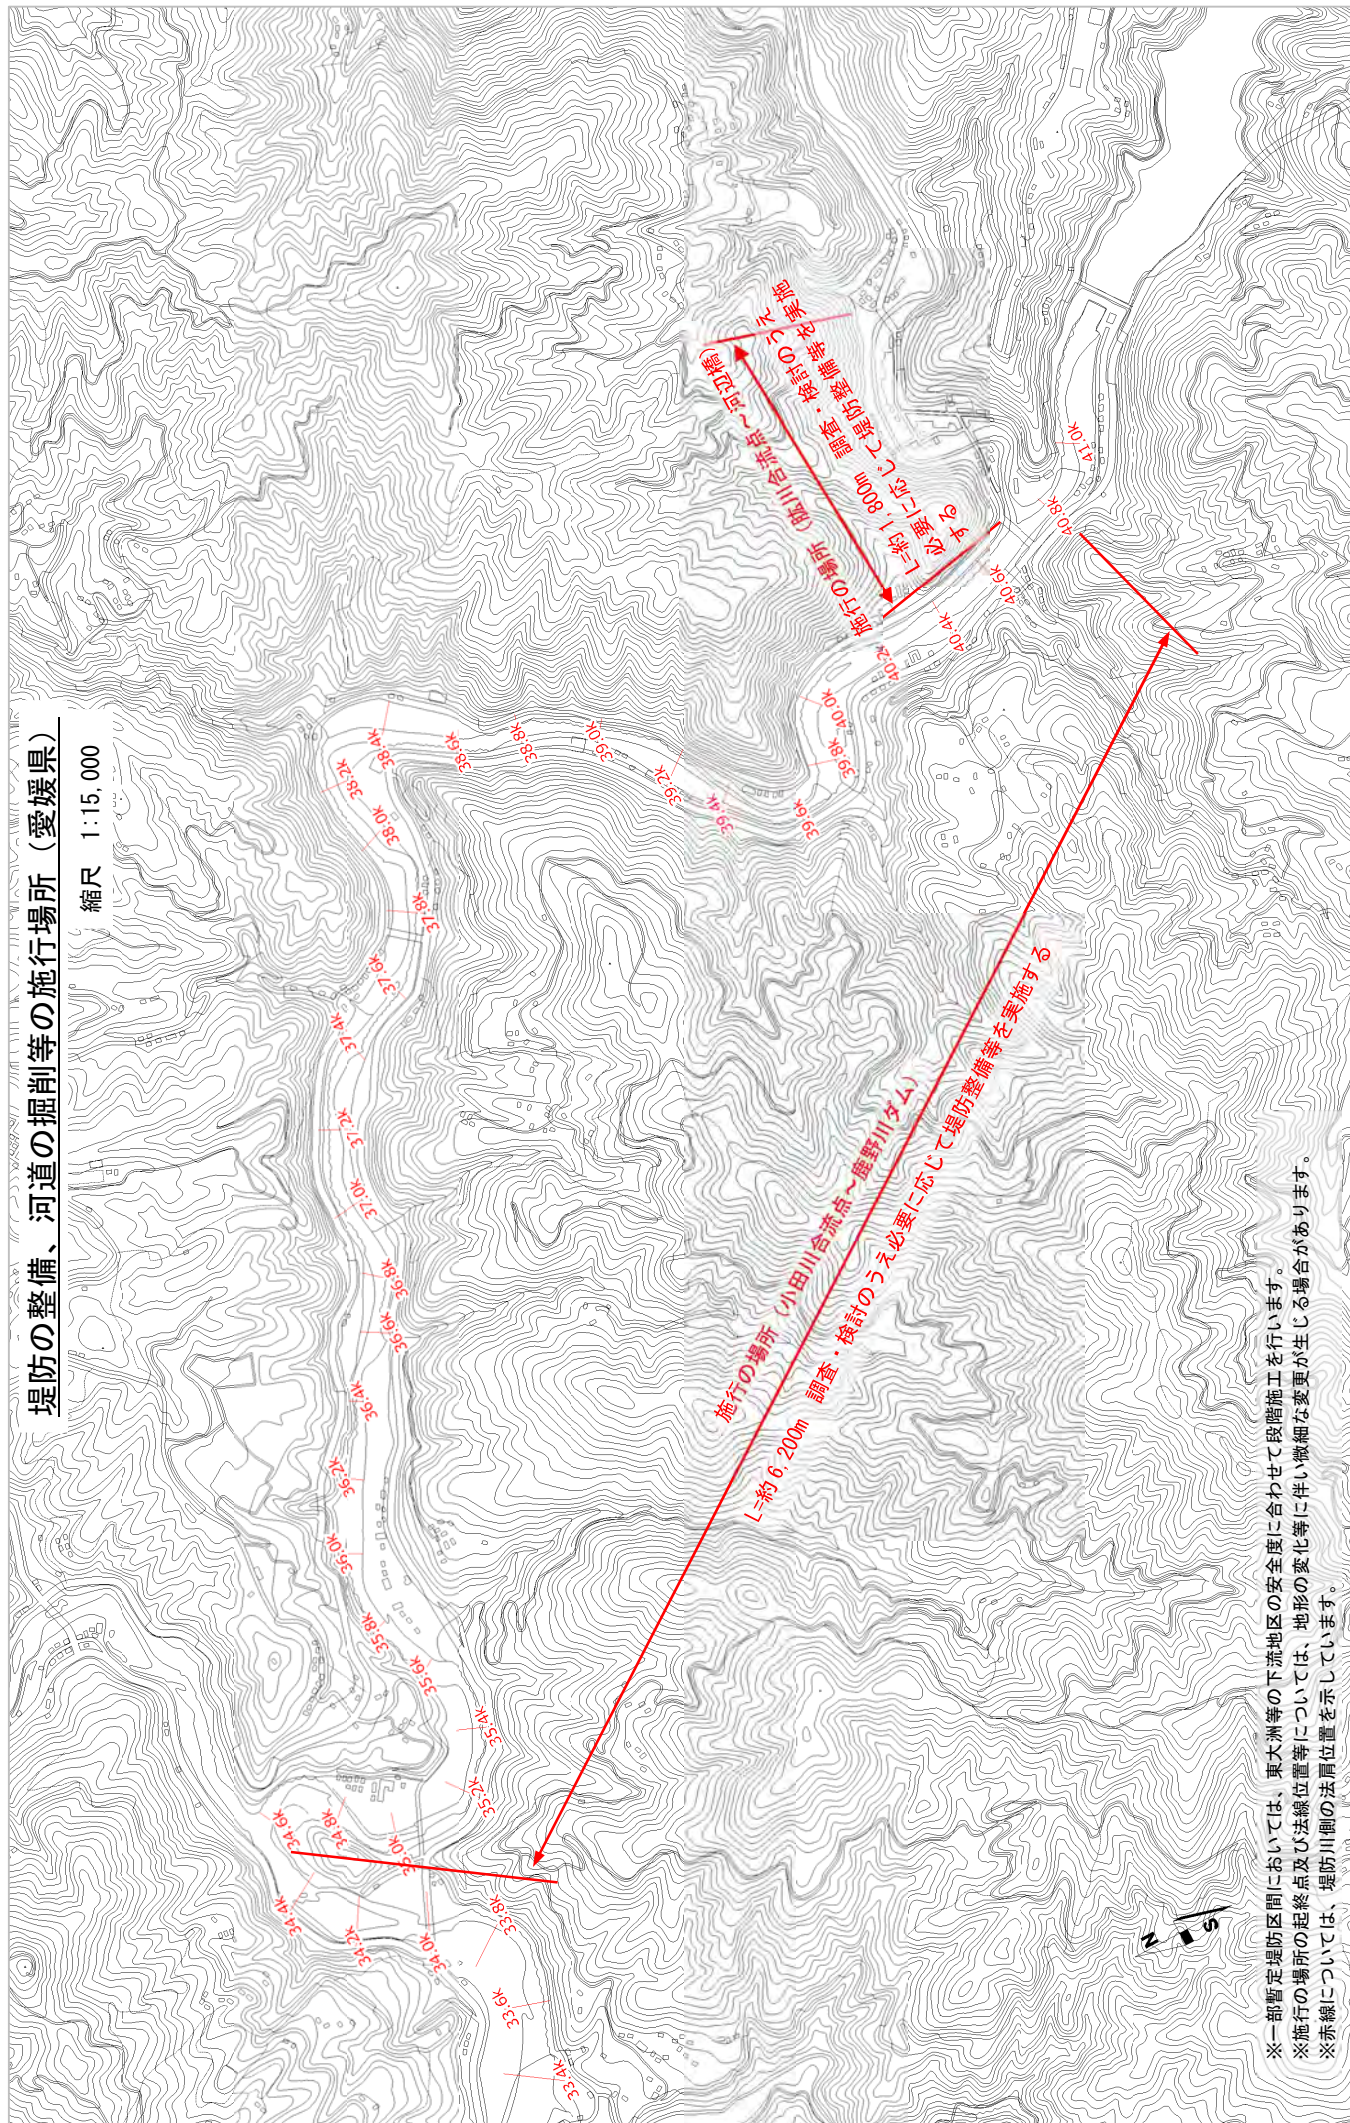 堤防の整備、河道の掘削等の施行場所（愛媛県）
縮尺　1:15,000
33.4k
33.6k
33.8k
34.0k
34.2k
34.4k
34.6k
34.8k
35.0k
35.2k
35.4k
35.6k
35.8k
36.0k
36.2k
36.4k
36.6k
36.8k
37.0k
37.2k
37.4k
37.6k
37.8k
38.0k
38.2k
38.4k
38.6k
38.8k
39.0k
39.2k
39.4k
39.6k
39.8k
40.0k
40.2k
40.4k
40.6k
40.8k
41.0k
施行の場所（肱川合流点～河辺橋）
L=約1,800m　調査・検討のうえ
必要に応じて堤防整備等を実施
する
施行の場所（小田川合流点～鹿野川ダム）
L=約6,200m　調査・検討のうえ必要に応じて堤防整備等を実施する
N
S
※一部暫定堤防区間においては、東大洲等の下流地区の安全度に合わせて段階施工を行います。
※施行の場所の起終点及び法線位置等については、地形の変化等に伴い微細な変更が生じる場合があります。
※赤線については、堤防川側の法肩位置を示しています。